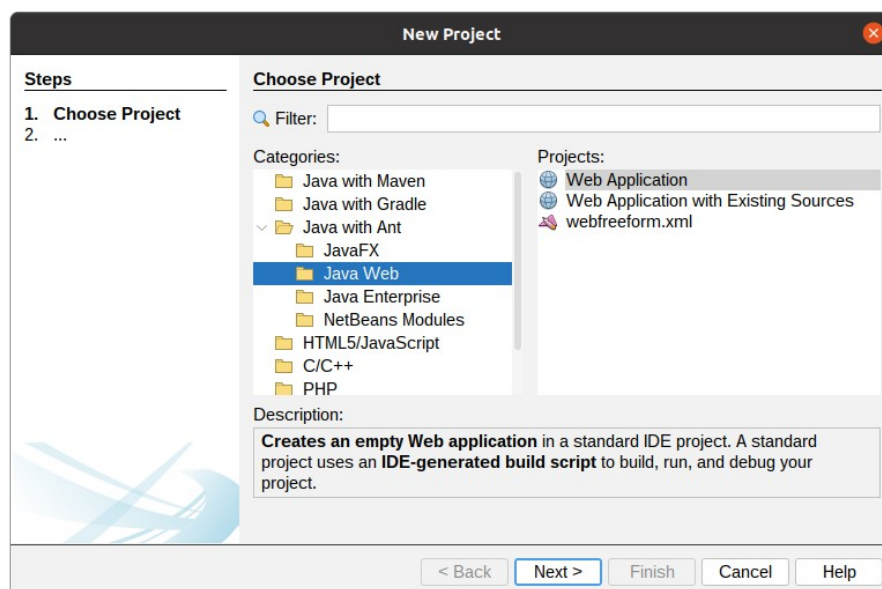 New Project
Steps
1. Choose Project
2. ...
Choose Project
Filter:
Categories:
Java with Maven
Java with Gradle
Java with Ant
JavaFX
Java Web
Java Enterprise
NetBeans Modules
HTML5/JavaScript
C/C++
PHP
Projects:
Web Application
Web Application with Existing Sources
webfreeform.xml
Description:
Creates an empty Web application in a standard IDE project. A standard
project uses an IDE-generated build script to build, run, and debug your
project.
< Back
Next >
Finish
Cancel
Help